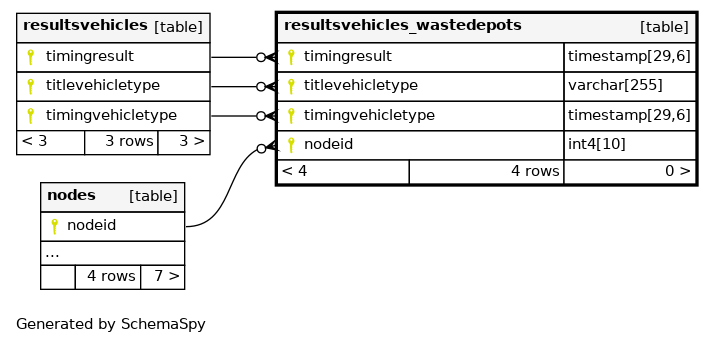 resultsvehicles [table]
timingresult
titlevehicletype
timingvehicletype
< 3 3 rows 3 >
resultsvehicles_wastedepots [table]
timingresult timestamp[29,6]
titlevehicletype varchar[255]
timingvehicletype timestamp[29,6]
nodeid int4[10]
< 4 4 rows 0 >
nodes [table]
nodeid
...
4 rows 7 >
Generated by SchemaSpy